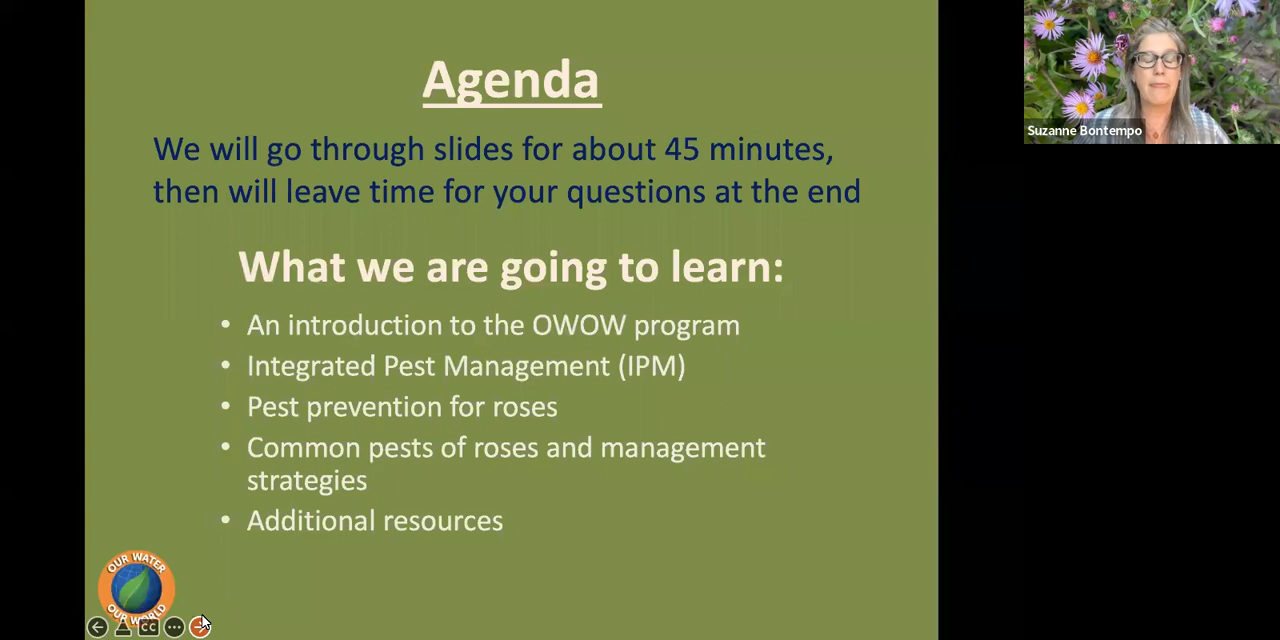 Agenda
We will go through slides for about 45 minutes,
then will leave time for your questions at the end
What we are going to learn:
• An introduction to the OWOW program
• Integrated Pest Management (IPM)
• Pest prevention for roses
• Common pests of roses and management
strategies
• Additional resources
OUR WATER
OUR WORLD
CC
Suzanne Bontempo